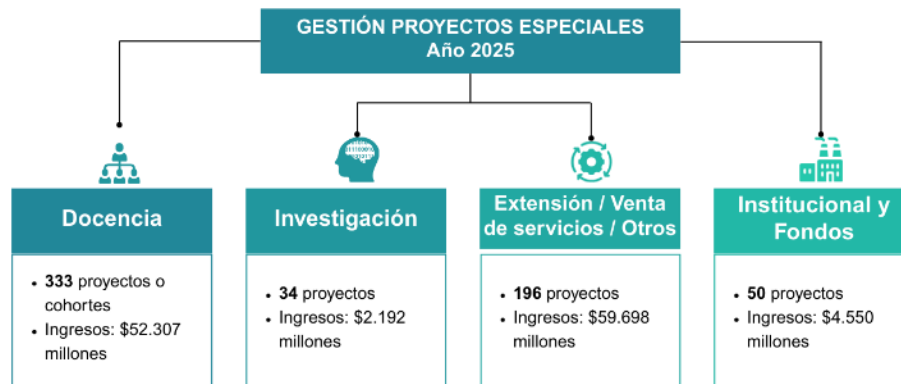 GESTIÓN PROYECTOS ESPECIALES
Año 2025
Docencia
• 333 proyectos o
cohortes
• Ingresos: $52.307
millones
Investigación
• 34 proyectos
• Ingresos: $2.192
millones
Extensión / Venta
de servicios / Otros
• 196 proyectos
• Ingresos: $59.698
millones
Institucional y
Fondos
• 50 proyectos
• Ingresos: $4.550
millones